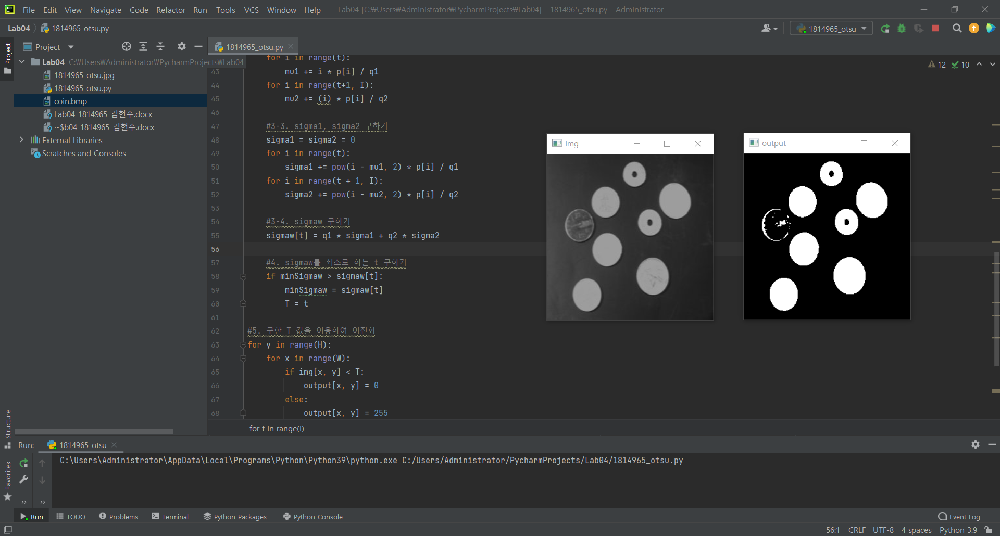 File Edit View Navigate Code Refactor Run Tools VCS Window Help Lab04 [C:₩Users₩Administrator₩PycharmProjects₩Lab04] - 1814965_otsu.py - Administrator
Lab04 1814965_otsu.py
1814965_otsu
Project
1814965_otsu.py
Project
Lab04 C:₩Users₩Administrator₩PycharmProjects₩Lab04
1814965_otsu.jpg
1814965_otsu.py
coin.bmp
Lab04_1814965_김현주.docx
~$b04_1814965_김현주.docx
External Libraries
Scratches and Consoles
12 10
for i in range(t):
43 mu1 += i * p[i] / q1
44 for i in range(t+1, I):
45 mu2 += (i) * p[i] / q2
46
47 #3-3. sigma1, sigma2 구하기
48 sigma1 = sigma2 = 0
49 for i in range(t):
50 sigma1 += pow(i - mu1, 2) * p[i] / q1
51 for i in range(t + 1, I):
52 sigma2 += pow(i - mu2, 2) * p[i] / q2
53
54 #3-4. sigmaw 구하기
55 sigmaw[t] = q1 * sigma1 + q2 * sigma2
56
57 #4. sigmaw를 최소로 하는 t 구하기
58 if minSigmaw > sigmaw[t]:
59 minSigmaw = sigmaw[t]
60 T = t
61
62 #5. 구한 T 값을 이용하여 이진화
63 for y in range(H):
64 for x in range(W):
65 if img[x, y] < T:
66 output[x, y] = 0
67 else:
68 output[x, y] = 255
for t in range(I)
img
output
Structure
Favorites
Run: 1814965_otsu
C:\Users\Administrator\AppData\Local\Programs\Python\Python39\python.exe C:/Users/Administrator/PycharmProjects/Lab04/1814965_otsu.py
Run TODO Problems Terminal Python Packages Python Console Event Log
56:1 CRLF UTF-8 4 spaces Python 3.9